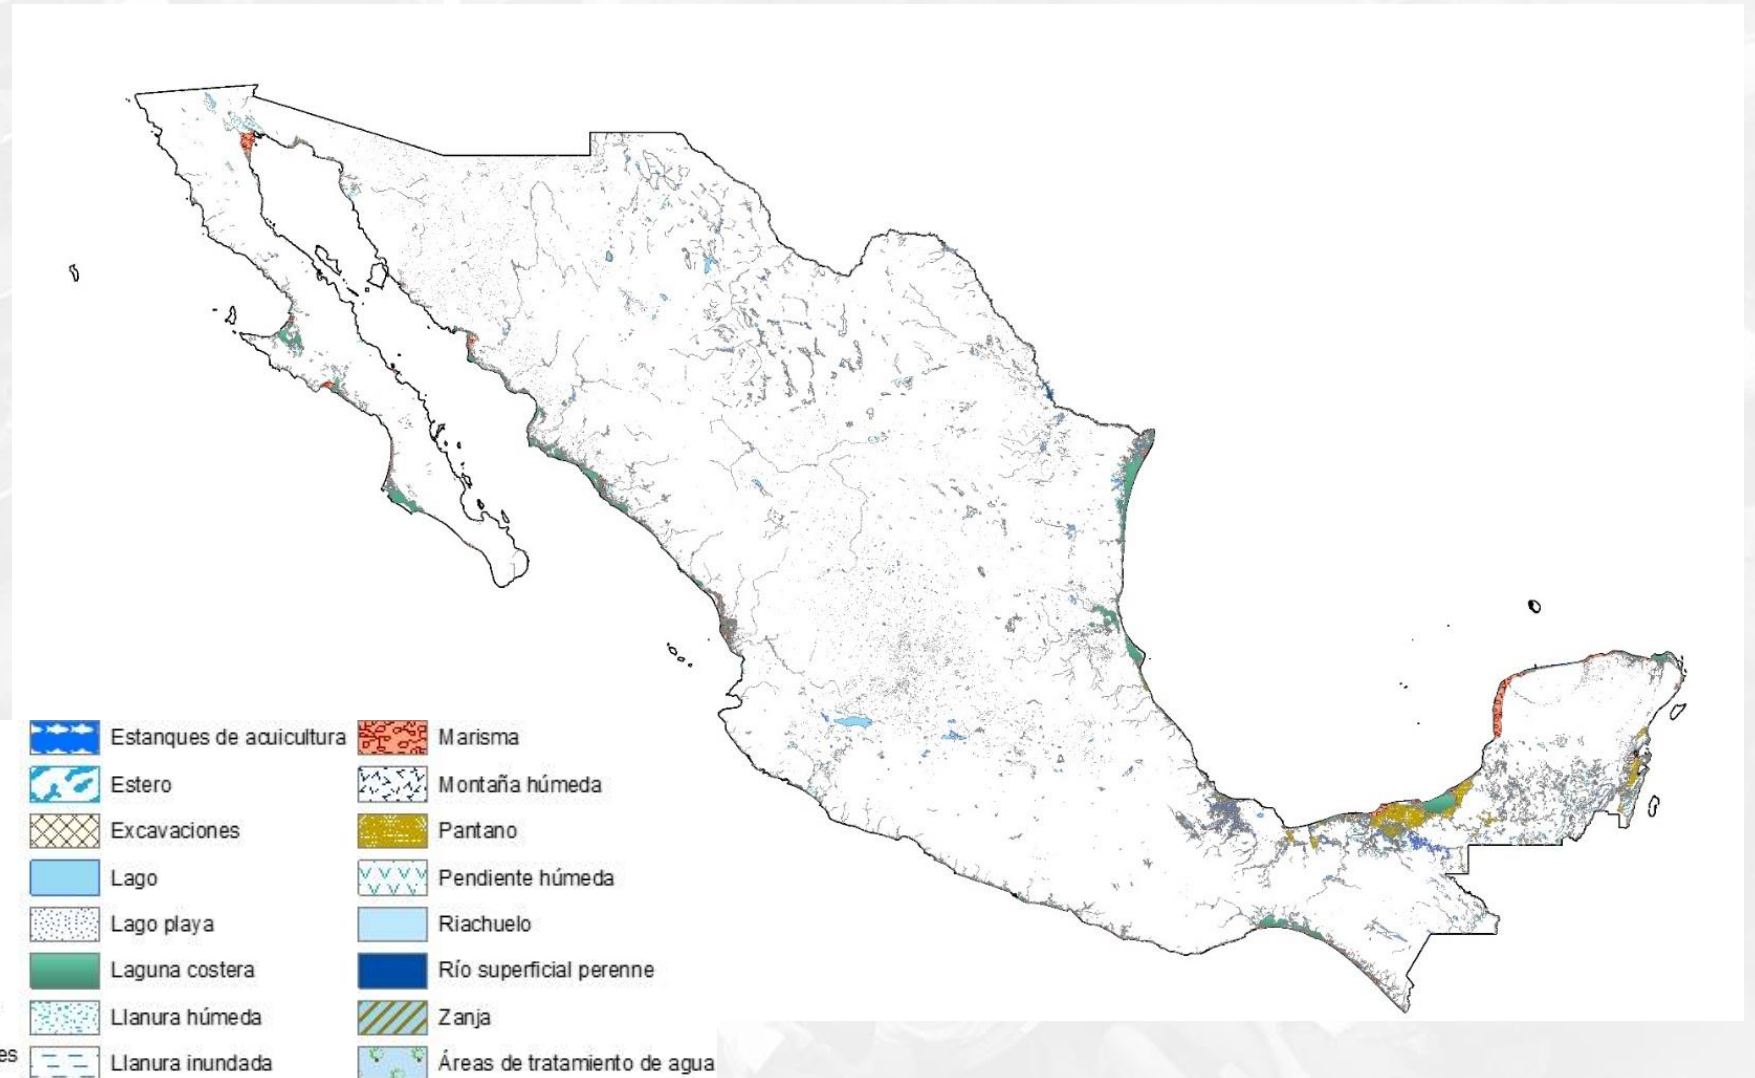 Estanques de acuicultura
Estero
Excavaciones
Lago
Lago playa
Laguna costera
Llanura húmeda
Llanura inundada
Marisma
Montaña húmeda
Pantano
Pendiente húmeda
Riachuelo
Río superficial perenne
Zanja
Áreas de tratamiento de agua